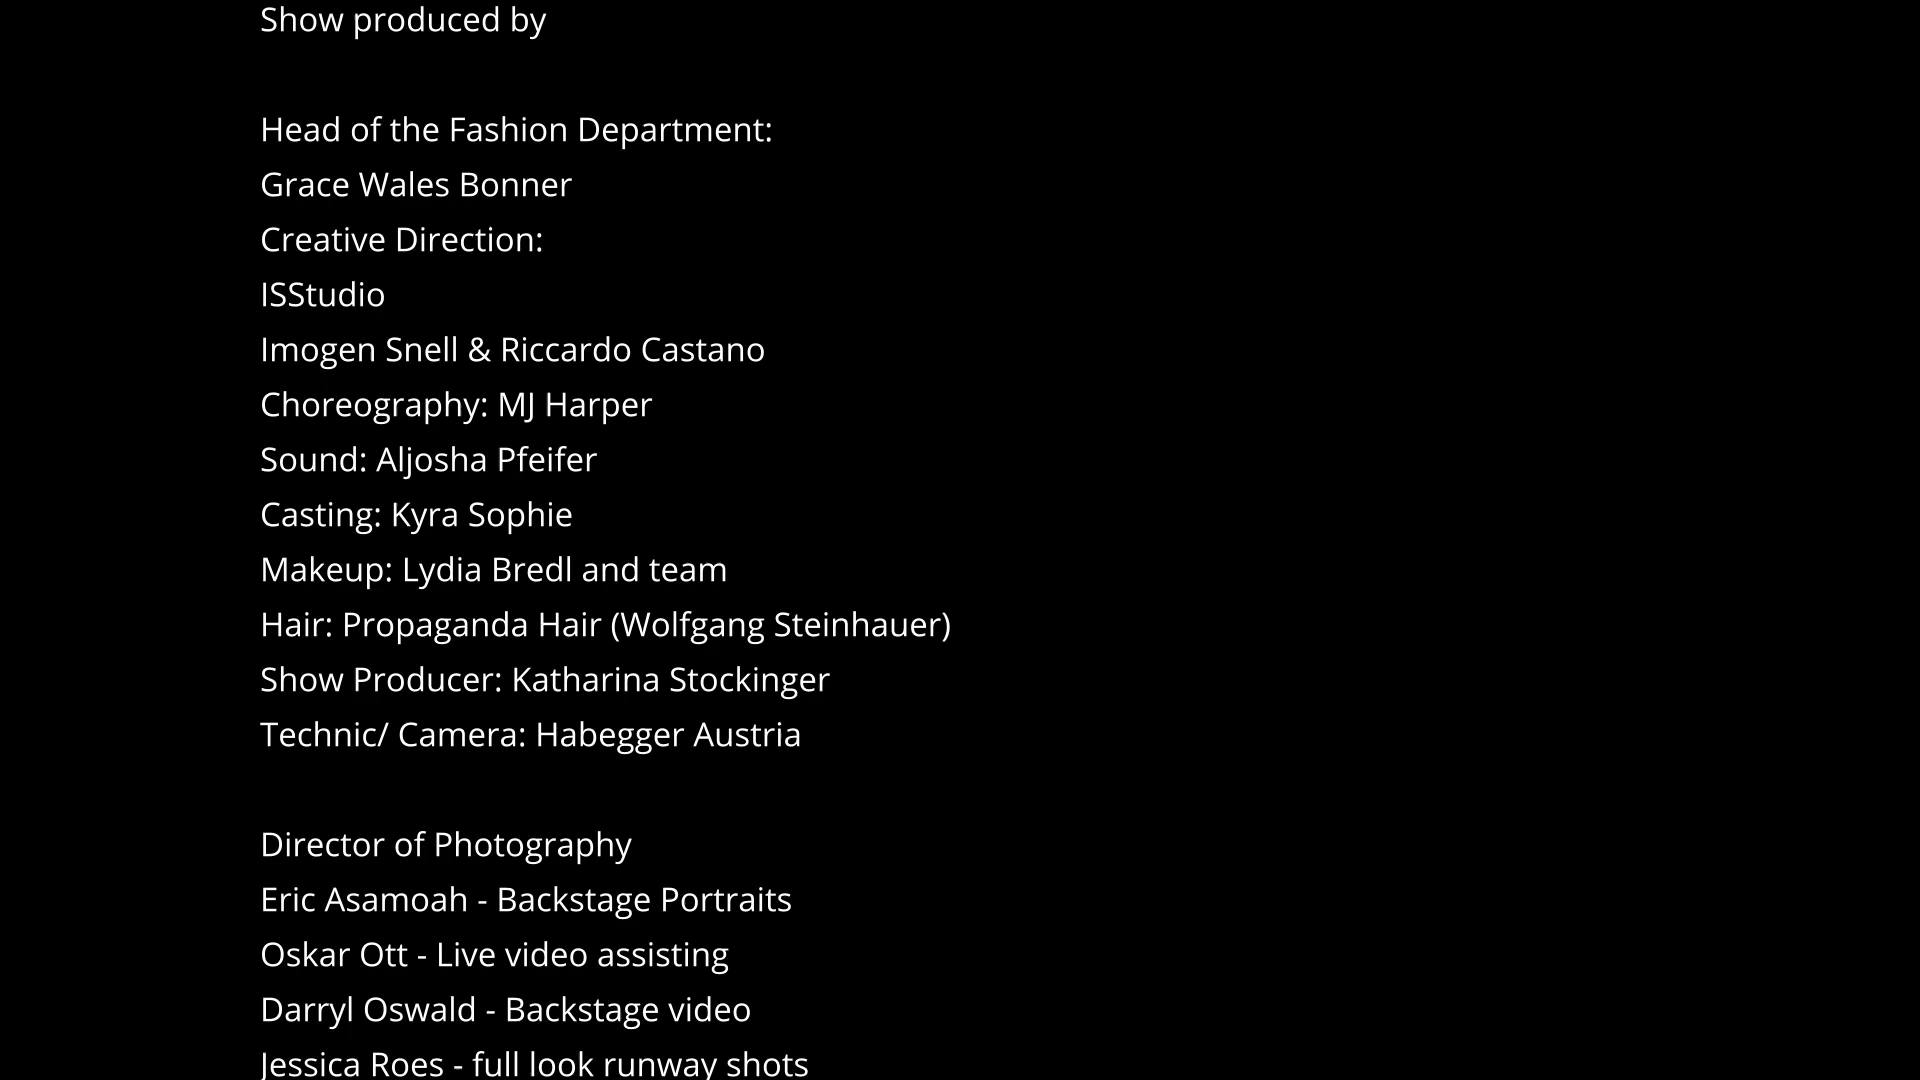 Show produced by
Head of the Fashion Department:
Grace Wales Bonner
Creative Direction:
ISStudio
Imogen Snell & Riccardo Castano
Choreography: MJ Harper
Sound: Aljosha Pfeifer
Casting: Kyra Sophie
Makeup: Lydia Bredl and team
Hair: Propaganda Hair (Wolfgang Steinhauer)
Show Producer: Katharina Stockinger
Technic/ Camera: Habegger Austria
Director of Photography
Eric Asamoah - Backstage Portraits
Oskar Ott - Live video assisting
Darryl Oswald - Backstage video
Jessica Roes - full look runway shots